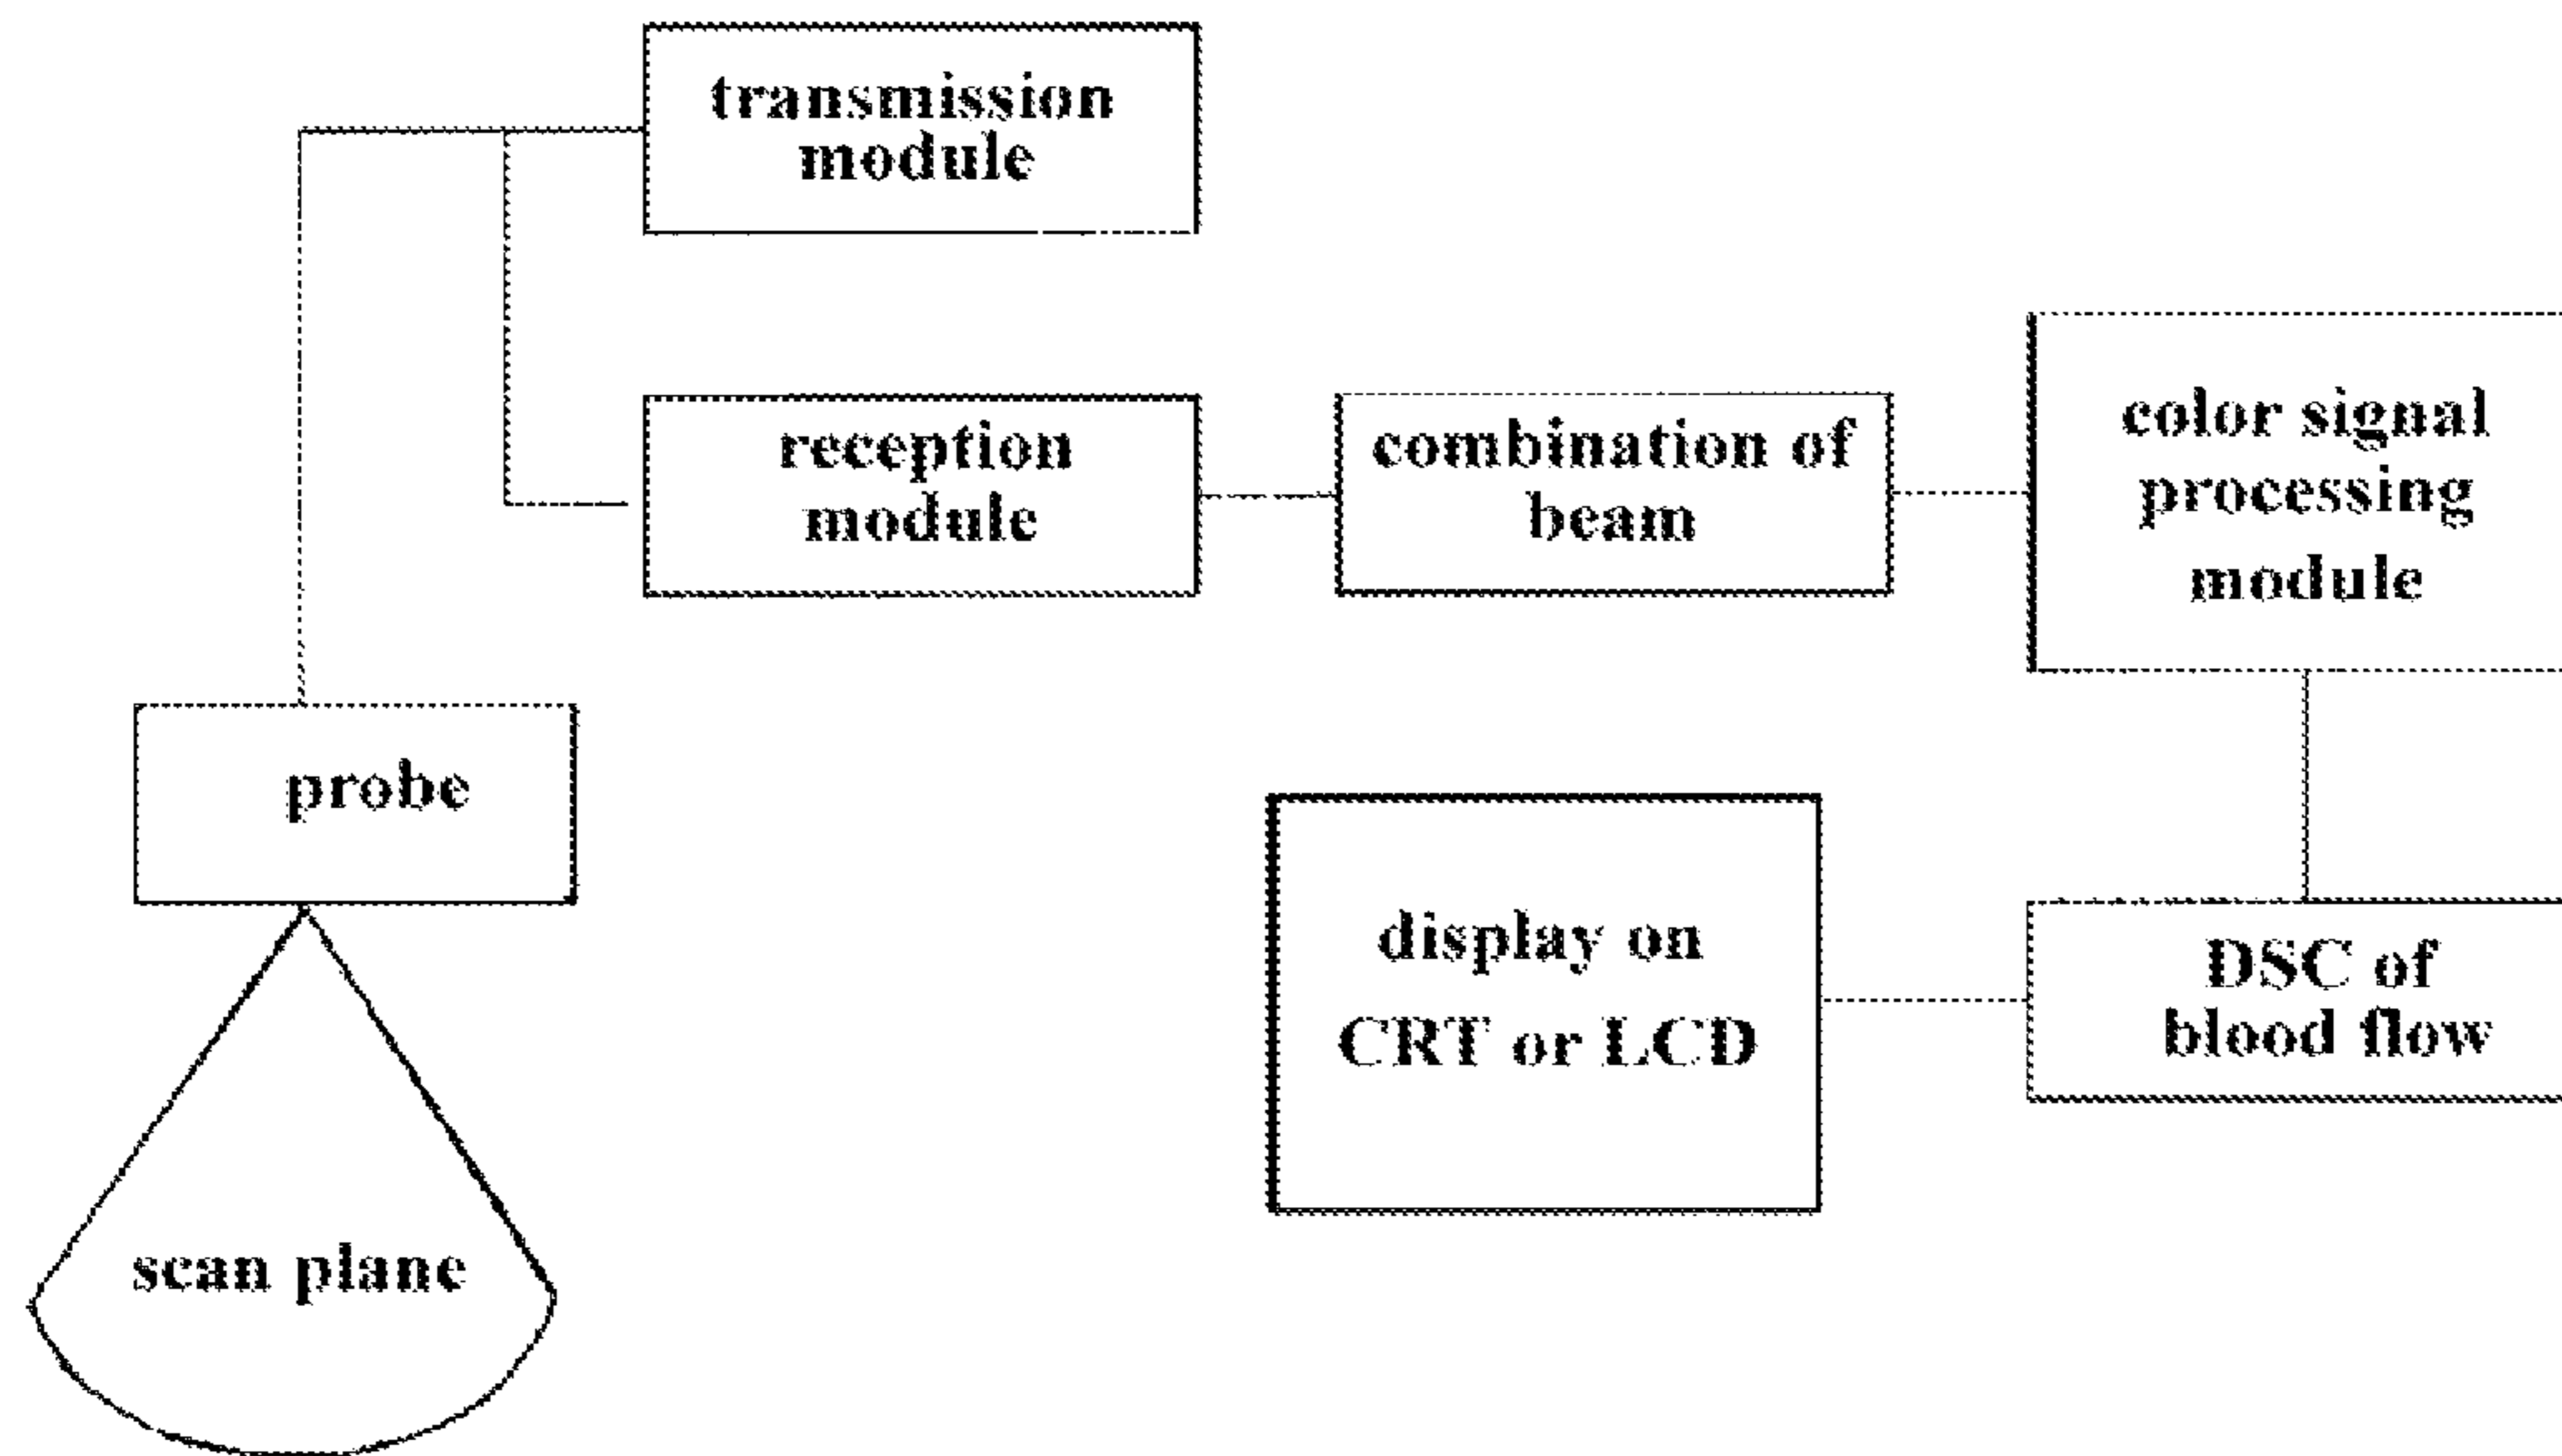 transmission
module
reception
module
combination of
beam
color signal
processing
module
probe
display on
CRT or LCD
DSC of
blood flow
scan plane